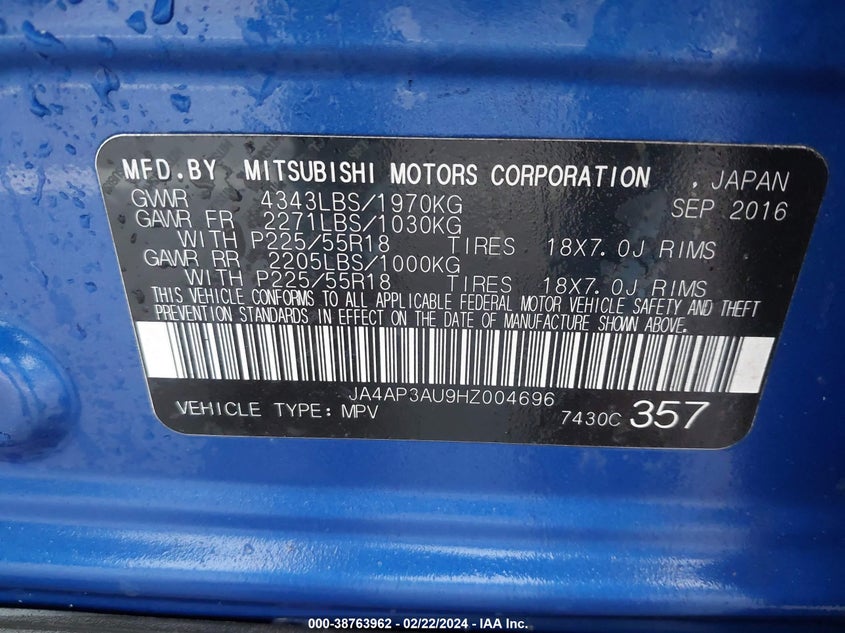 MFD.BY MITSUBISHI MOTORS CORPORATION , JAPAN
GVWR 4343LBS/1970KG SEP 2016
GAWR FR 2271LBS/1030KG
WITH P225/55R18 TIRES 18X7.0J RIMS
GAWR RR 2205LBS/1000KG
WITH P225/55R18 TIRES 18X7.0J RIMS
THIS VEHICLE CONFORMS TO ALL APPLICABLE FEDERAL MOTOR VEHICLE SAFETY AND THEFT
PREVENTION STANDARDS IN EFFECT ON THE DATE OF MANUFACTURE SHOWN ABOVE.
JA4AP3AU9HZ004696
VEHICLE TYPE: MPV 7430C 357
000-38763962 - 02/22/2024 - IAA Inc.